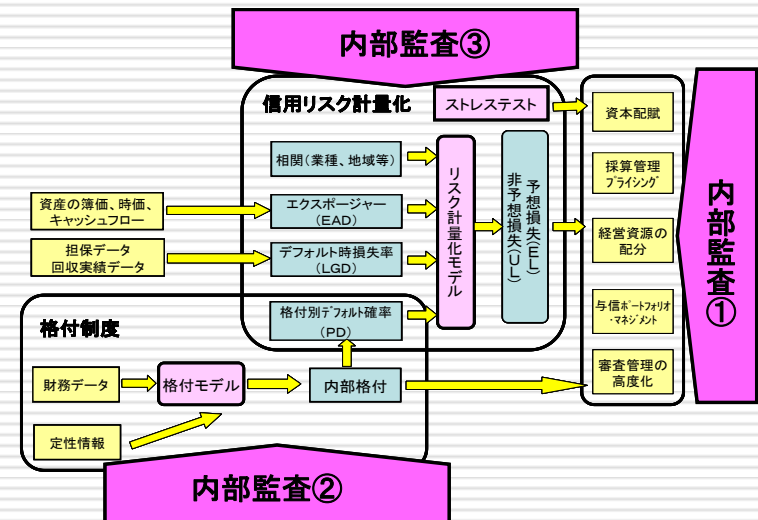 内部監査③
信用リスク計量化
ストレステスト
資本配賦
相関(業種、地域等)
採算管理
プライシング
資産の簿価、時価、
キャッシュフロー
エクスポージャー
(EAD)
リスク計量化モデル
予想損失(EL)
非予想損失(UL)
経営資源の
配分
内部監査①
担保データ
回収実績データ
デフォルト時損失率
(LGD)
格付制度
格付別デフォルト確率
(PD)
与信ポートフォリオ
・マネジメント
財務データ
格付モデル
内部格付
審査管理の
高度化
定性情報
内部監査②